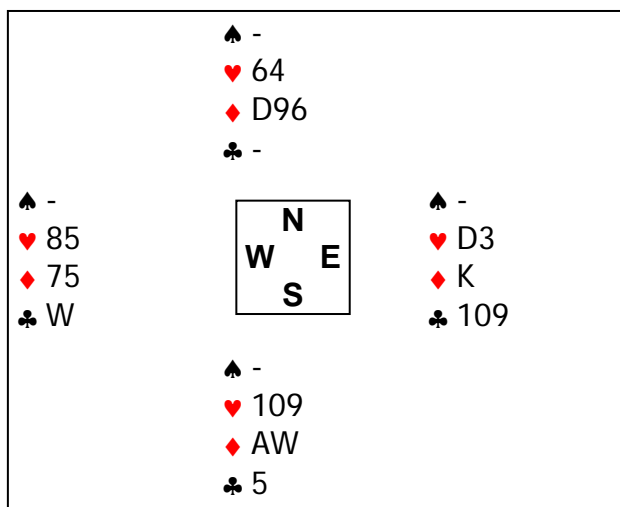 ♠ -
♥ 64
♦ D96
♣ -
♠ -
♥ 85
♦ 75
♣ W
N
W E
S
♠ -
♥ D3
♦ K
♣ 109
♠ -
♥ 109
♦ AW
♣ 5